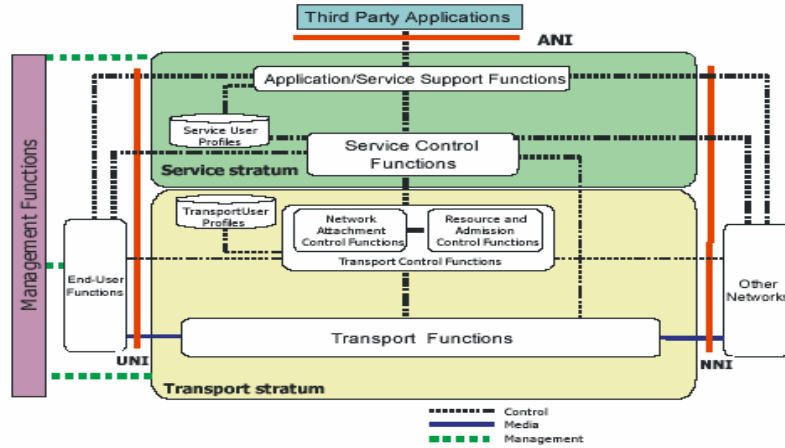 Third Party Applications
ANI
Application/Service Support Functions
Service User
Profiles
Service Control
Functions
Service stratum
TransportUser
Profiles
Network
Attachment
Control Functions
Resource and
Admission
Control Functions
Transport Control Functions
Management Functions
End-User
Functions
Other
Networks
Transport Functions
UNI
NNI
Transport stratum
Control
Media
Management